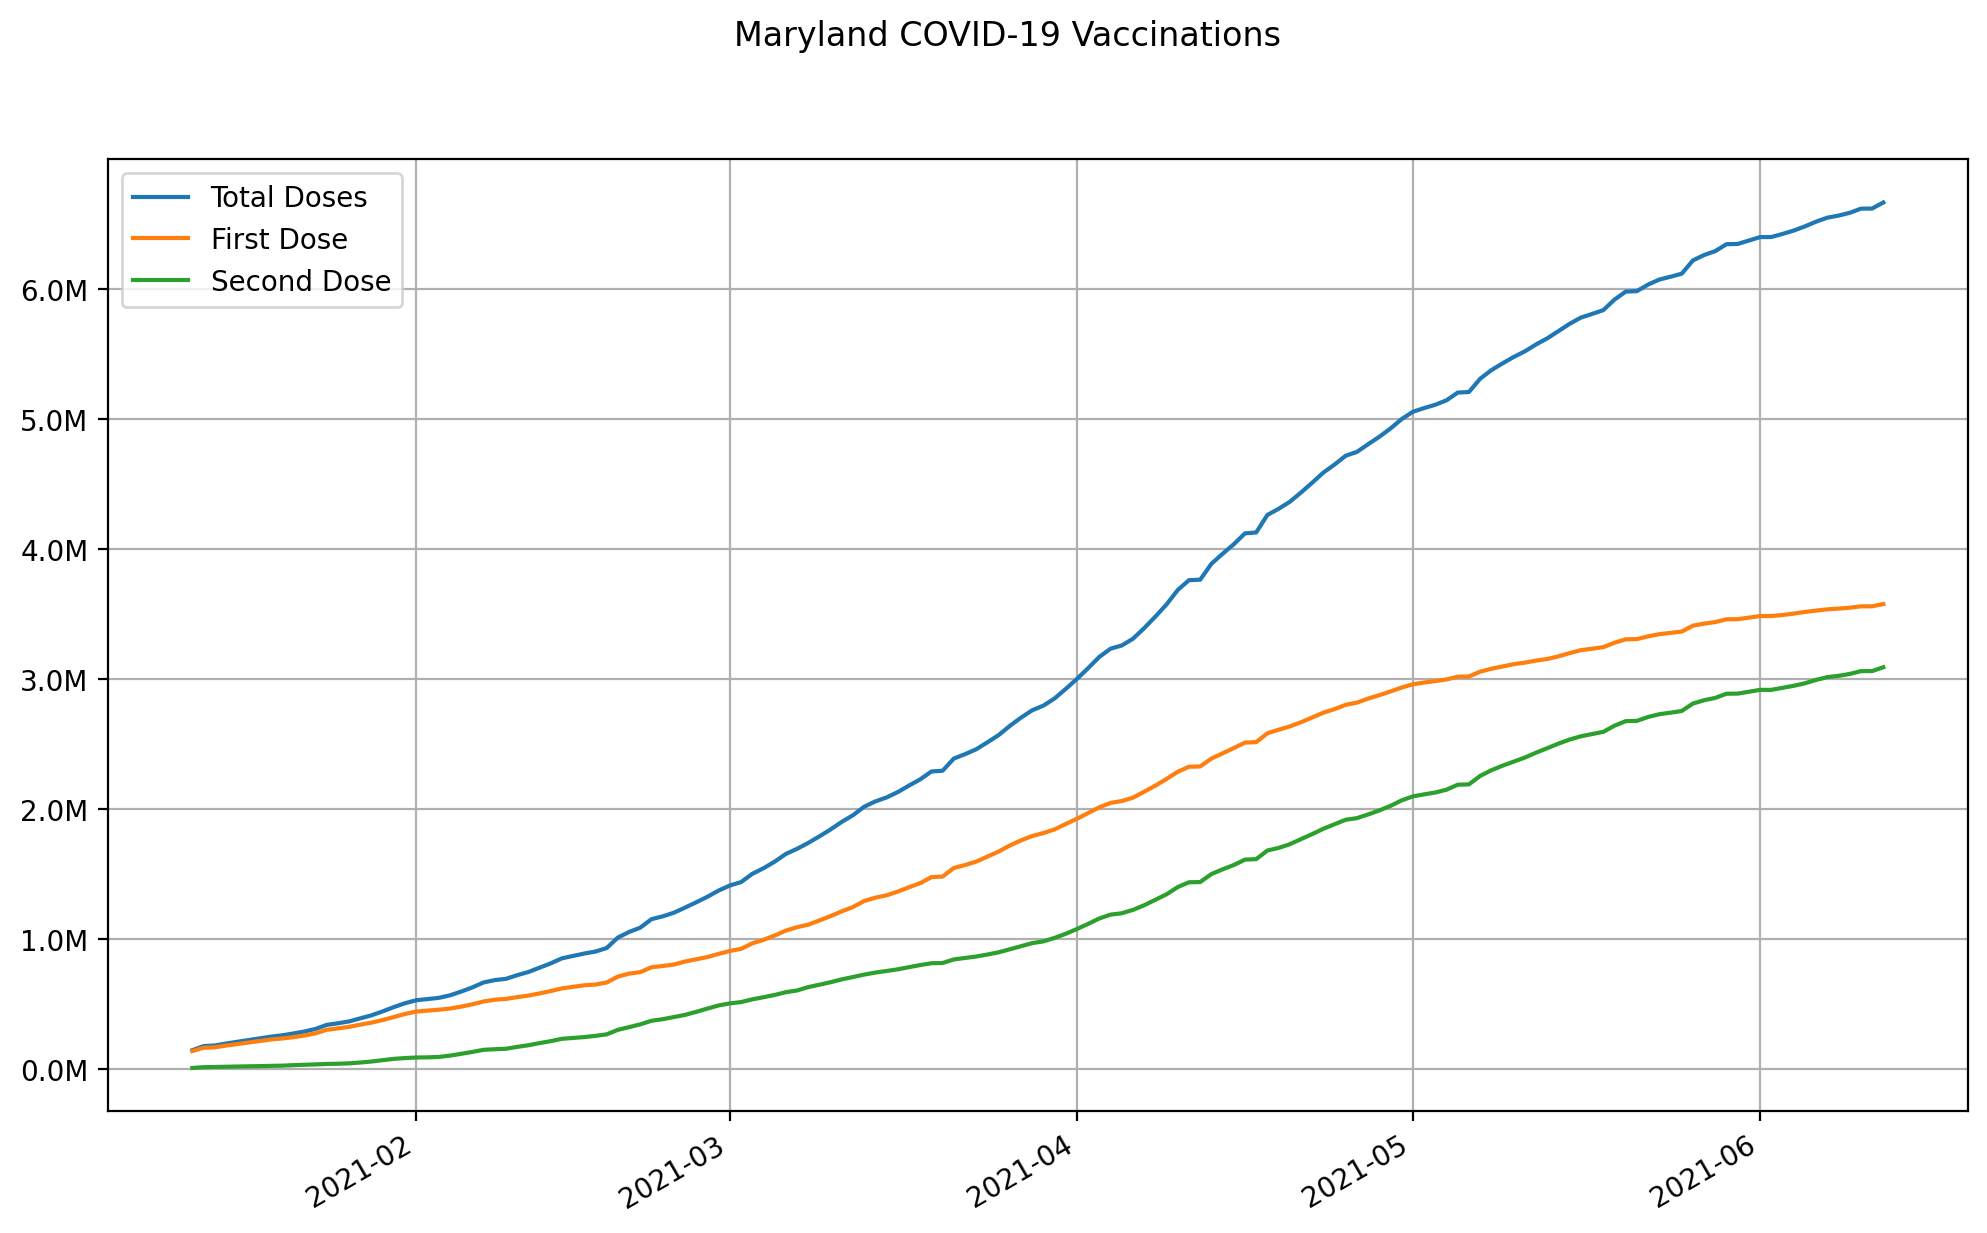 Maryland COVID-19 Vaccinations
Total Doses
First Dose
Second Dose
6.0M
5.0M
4.0M
3.0M
2.0M
1.0M
0.0M
2021-02
2021-03
2021-04
2021-05
2021-06